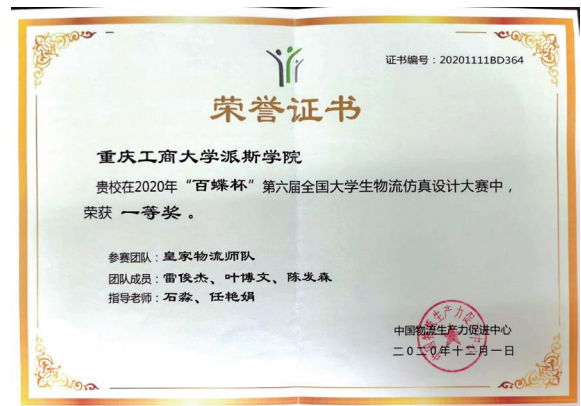 证书编号：20201111BD364
荣誉证书
重庆工商大学派斯学院
贵校在2020年“百蝶杯”第六届全国大学生物流仿真设计大赛中，
荣获 一等奖。
参赛团队：皇家物流师队
团队成员：雷俊杰、叶博文、陈发森
指导老师：石淼、任艳娟
中国物流生产力促进中心
二〇二〇年十二月一日